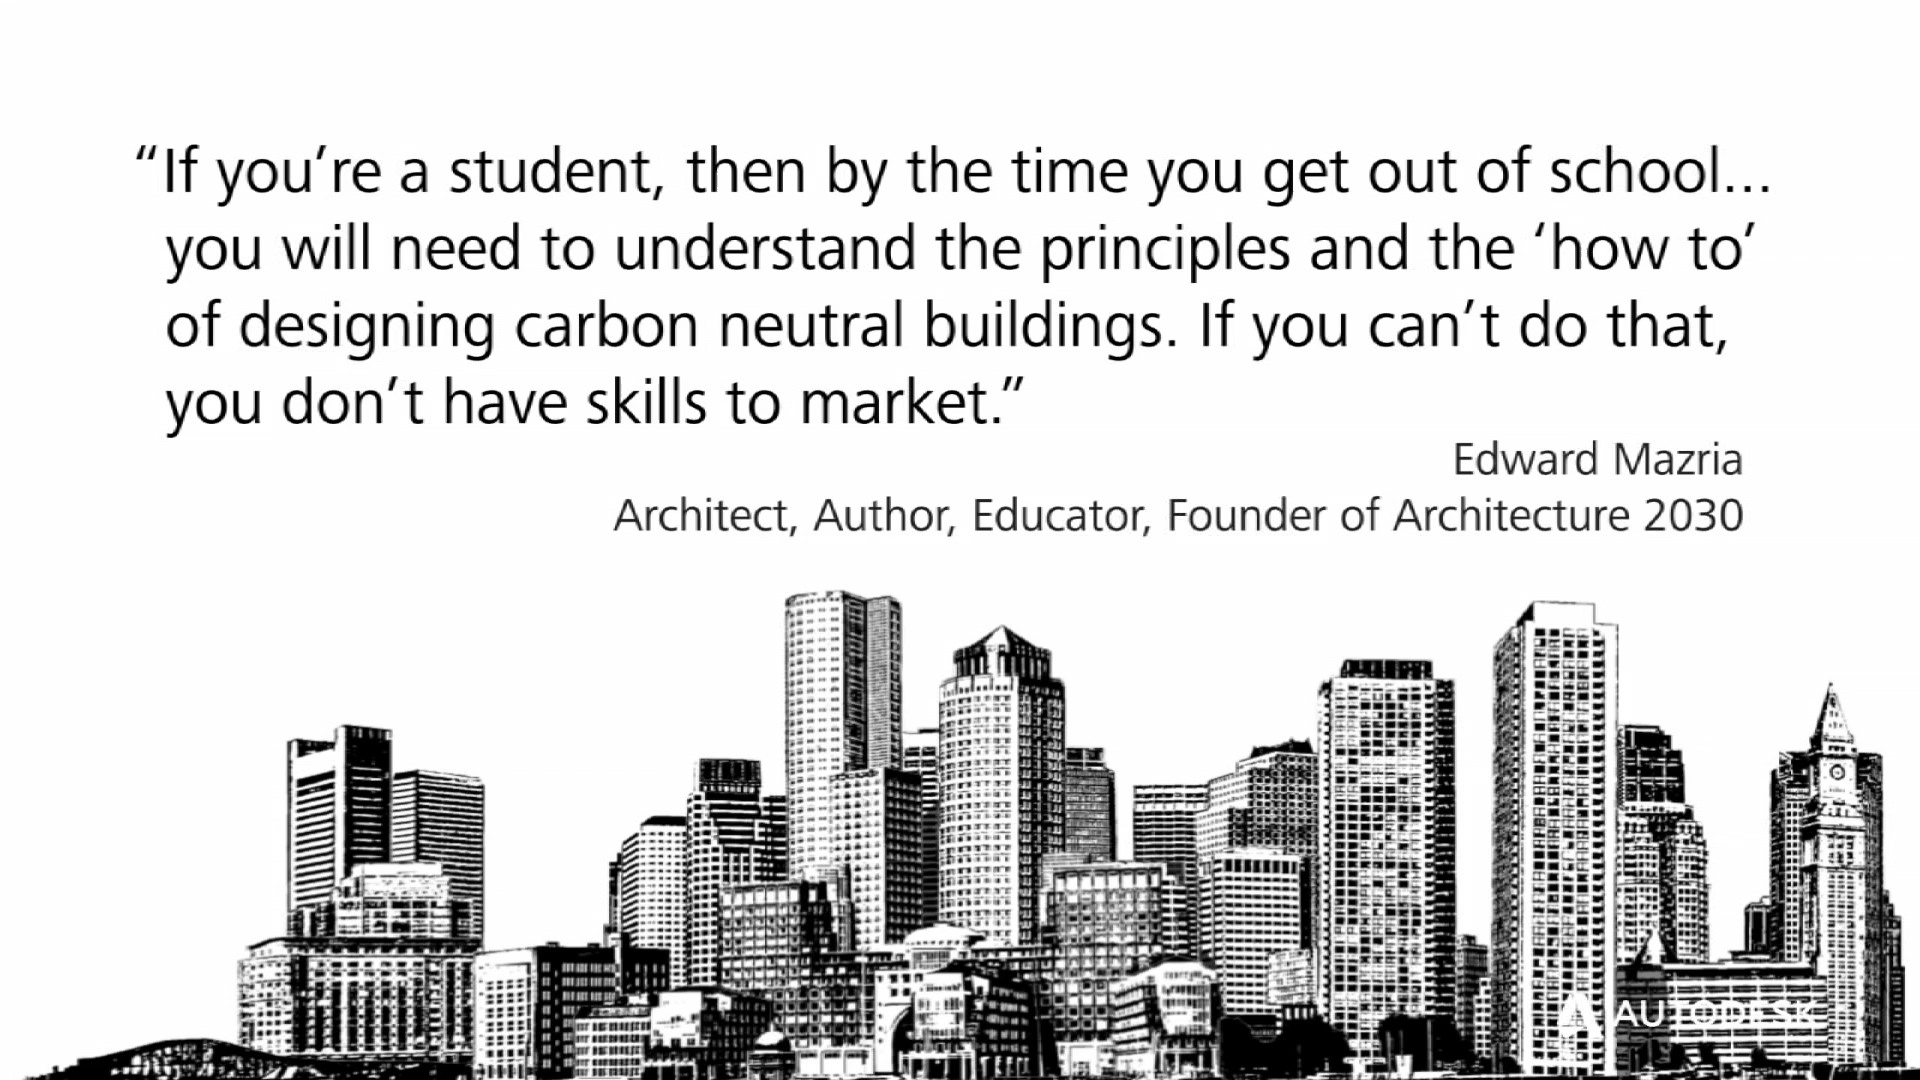 “If you’re a student, then by the time you get out of school...
you will need to understand the principles and the ‘how to’
of designing carbon neutral buildings. If you can’t do that,
you don’t have skills to market.”
Edward Mazria
Architect, Author, Educator, Founder of Architecture 2030
AUTODESK